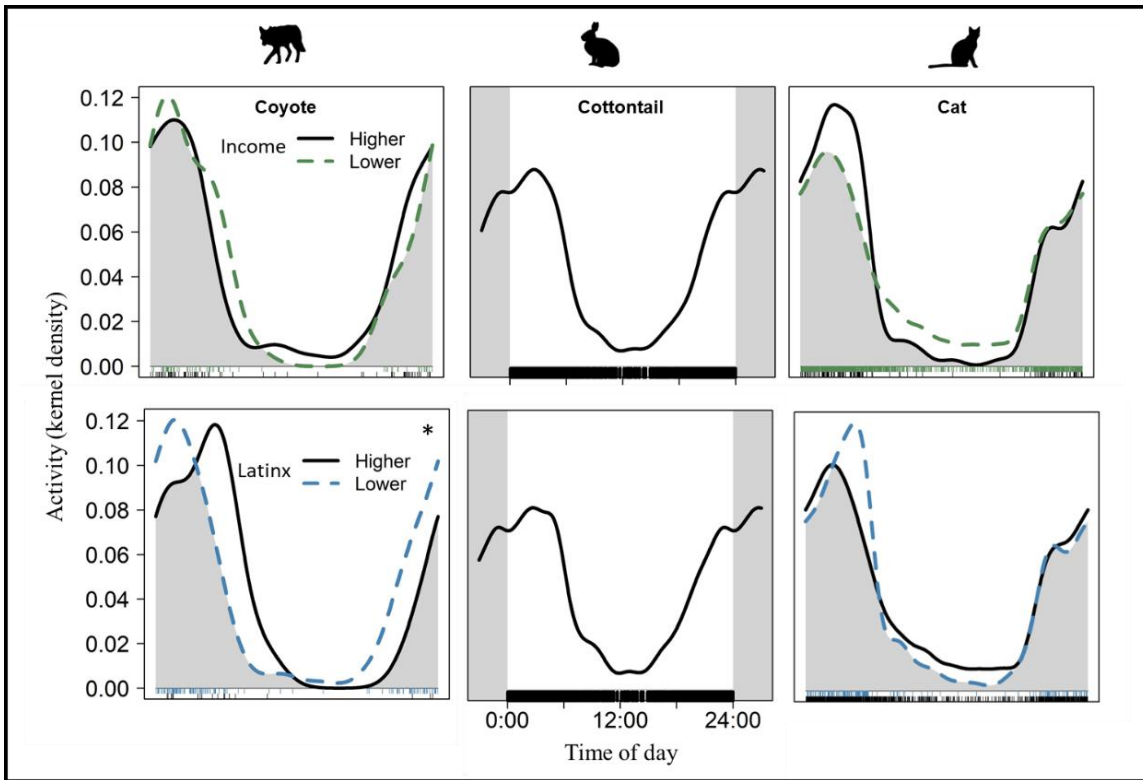 Coyote
Cottontail
Cat
0.12
0.10
0.08
0.06
0.04
0.02
0.00
Income
Higher
Lower
Activity (kernel density)
0.12
0.10
0.08
0.06
0.04
0.02
0.00
*
Latinx
Higher
Lower
0:00 12:00 24:00
Time of day